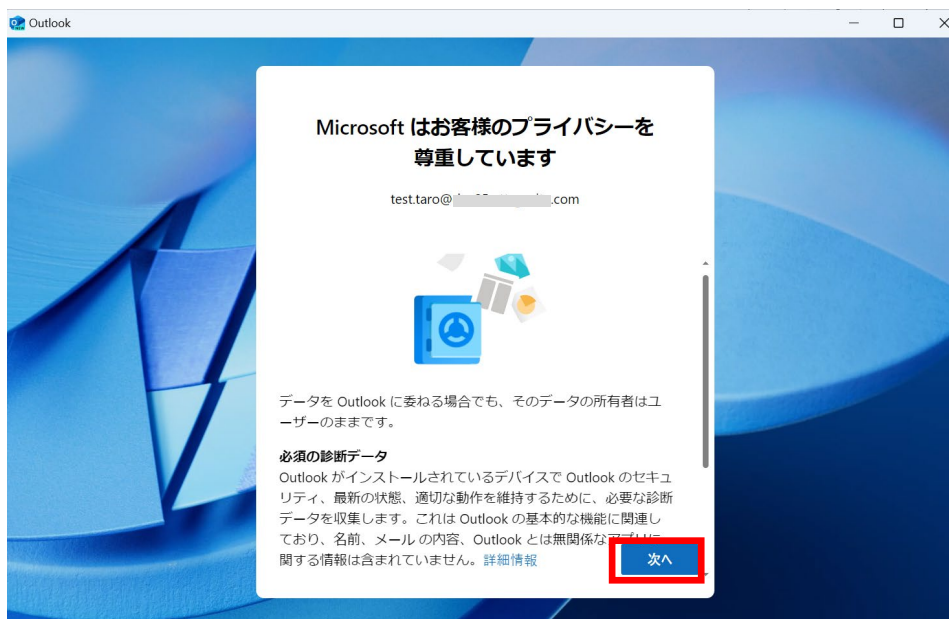 Outlook
Microsoft はお客様のプライバシーを
尊重しています
test.taro@
.com
データを Outlook に委ねる場合でも、そのデータの所有者はユ
ーザーのままです。
必須の診断データ
Outlook がインストールされているデバイスで Outlook のセキュ
リティ、最新の状態、適切な動作を維持するために、必要な診断
データを収集します。これは Outlook の基本的な機能に関連し
ており、名前、メール の内容、Outlook とは無関係なアプリに
関する情報は含まれていません。詳細情報
次へ